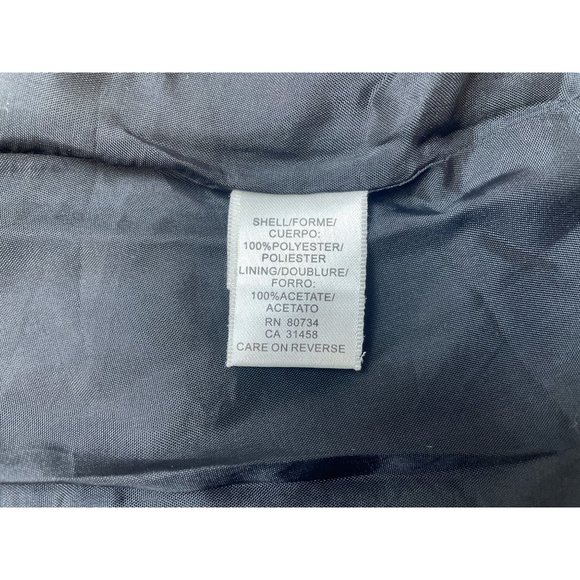 SHELL/FORME/
CUERPO:
100%POLYESTER/
POLIESTER
LINING/DOUBLURE/
FORRO:
100%ACETATE/
ACETATO
RN 80734
CA 31458
CARE ON REVERSE